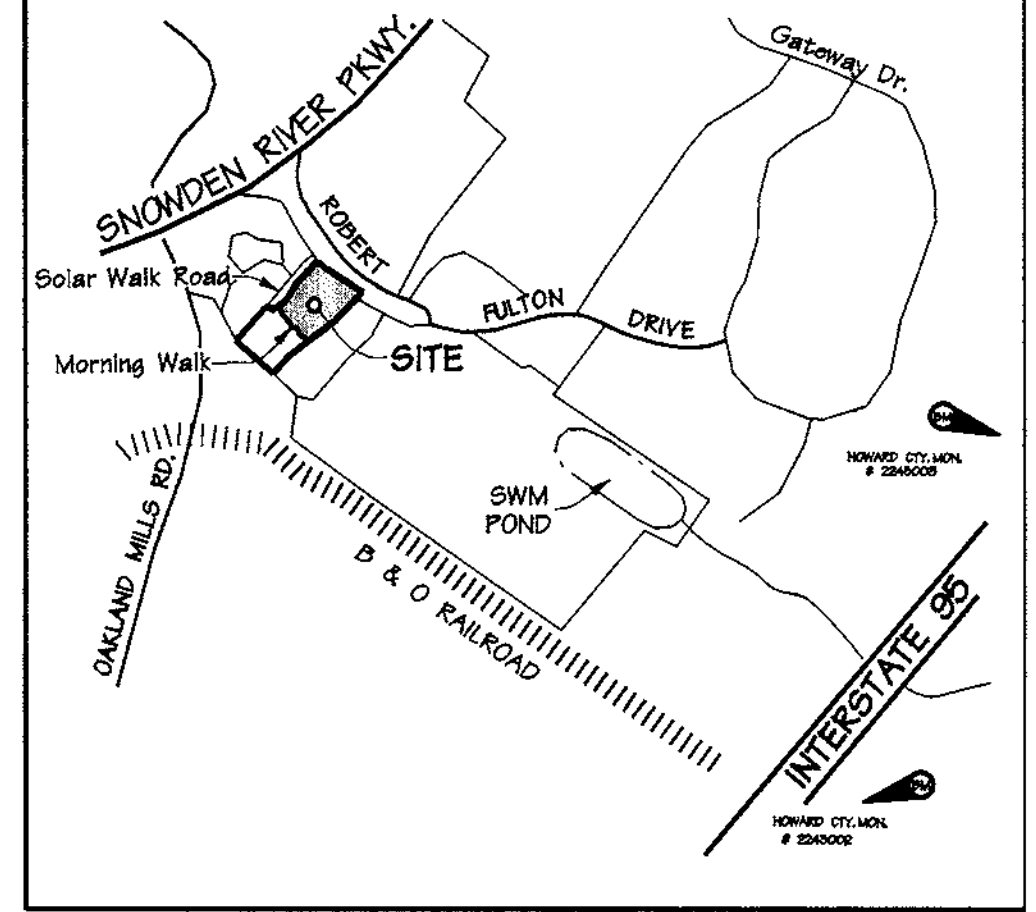 Gateway Dr.
SNOWDEN RIVER PKWY.
ROBERT
Solar Walk Road
FULTON
DRIVE
Morning Walk
SITE
HOWARD CTY. MON.
SWM
POND
OAKLAND MILLS RD.
B & O RAILROAD
INTERSTATE 95
HOWARD CTY. MON.
# 2243002